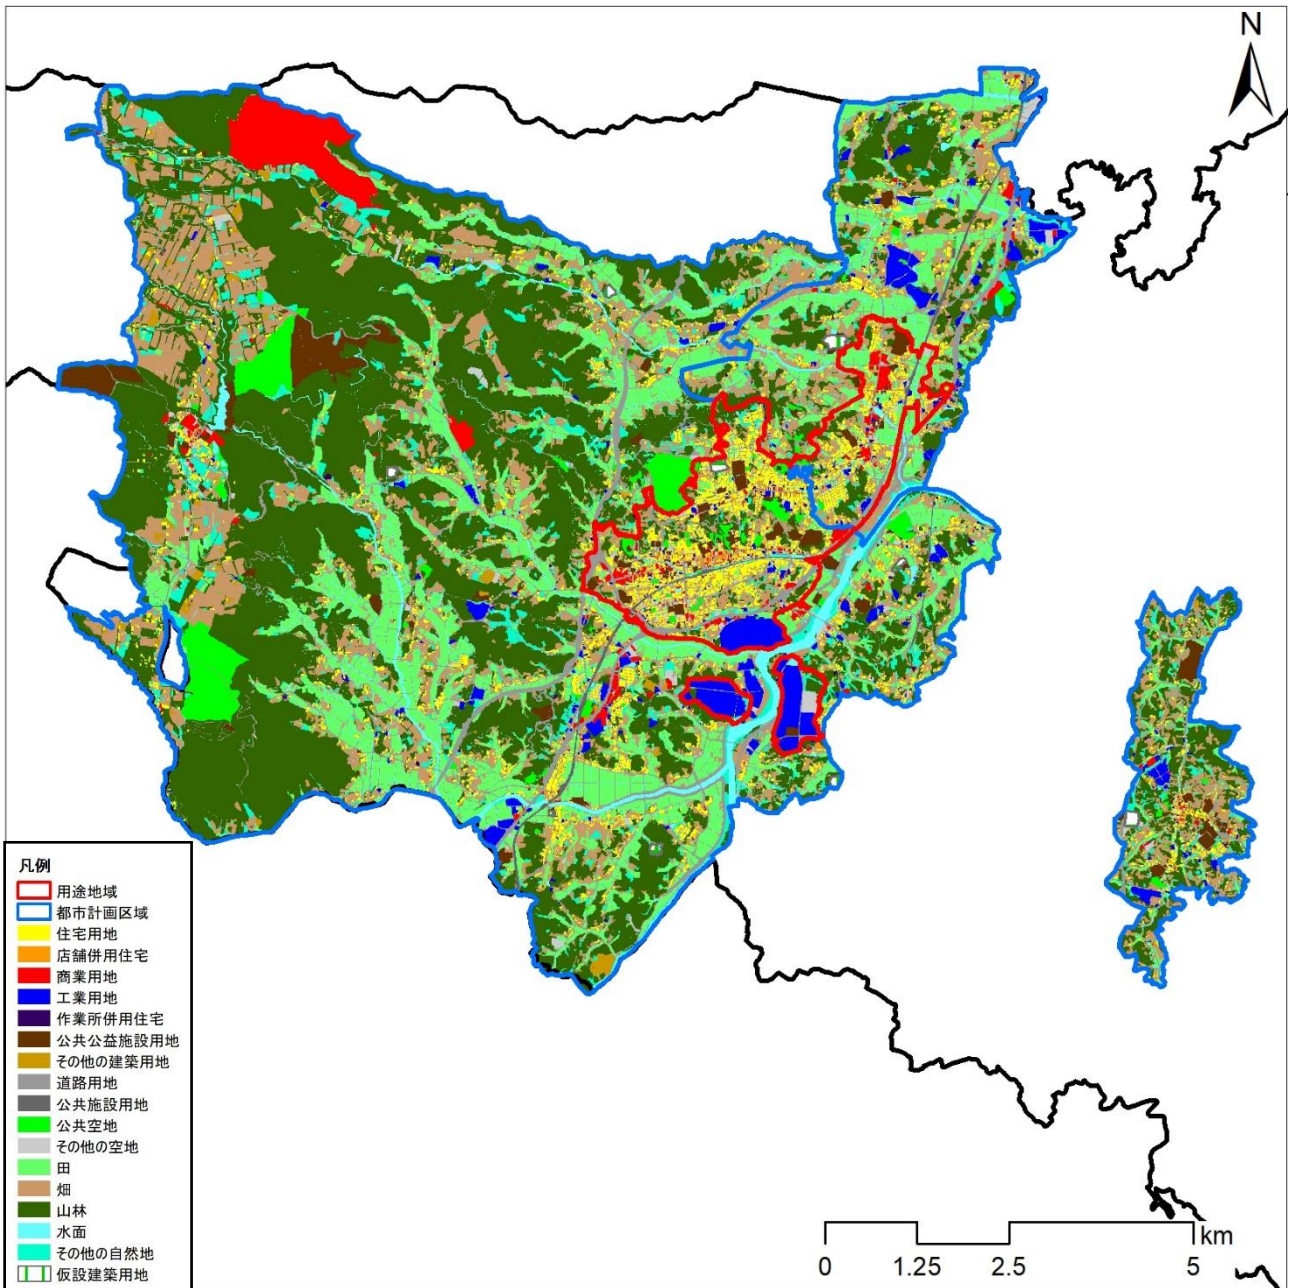 N
凡例
用途地域
都市計画区域
住宅用地
店舗併用住宅
商業用地
工業用地
作業所併用住宅
公共公益施設用地
その他の建築用地
道路用地
公共施設用地
公共空地
その他の空地
田
畑
山林
水面
その他の自然地
仮設建築用地
km
0 1.25 2.5 5